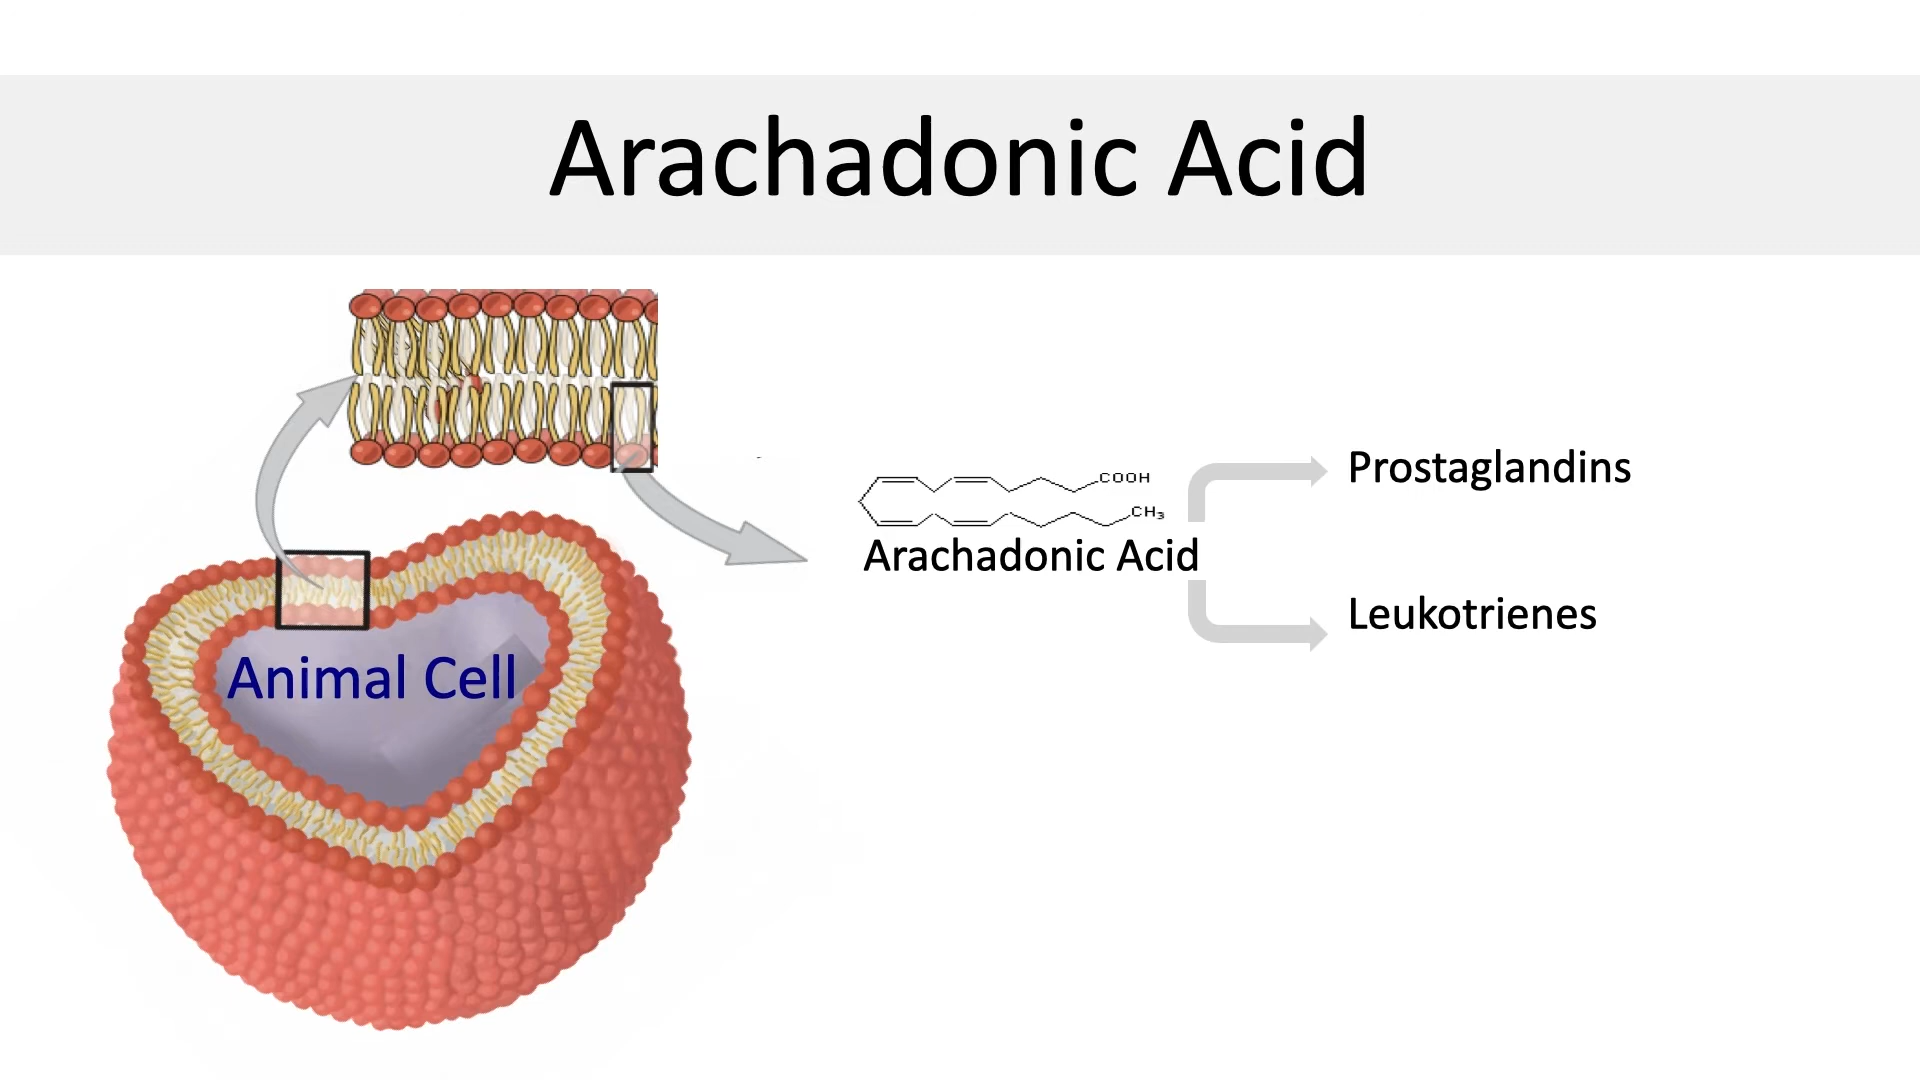 Arachadonic Acid
COOH
CH₃
Arachadonic Acid
Prostaglandins
Leukotrienes
Animal Cell